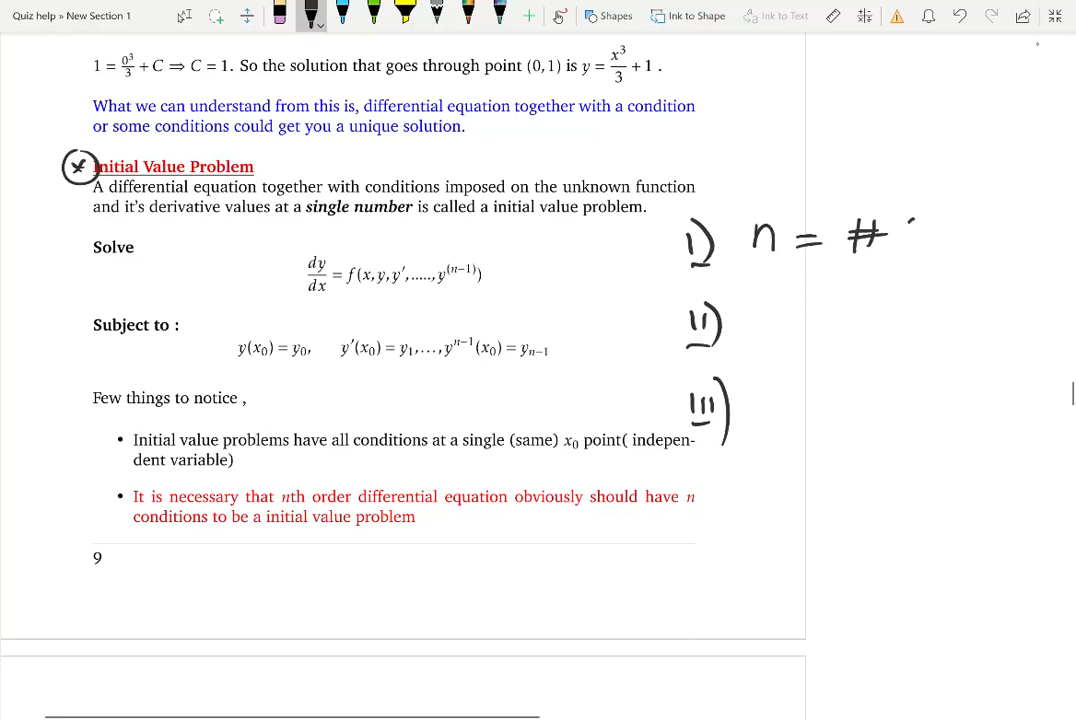 Quiz help » New Section 1
Shapes
Ink to Shape
Ink to Text
1 = 0³/3 + C ⟹ C = 1. So the solution that goes through point (0,1) is y = x³/3 + 1 .
What we can understand from this is, differential equation together with a condition
or some conditions could get you a unique solution.
Initial Value Problem
A differential equation together with conditions imposed on the unknown function
and it's derivative values at a single number is called a initial value problem.
I) n = #
Solve
dy/dx = f(x, y, y′, ....., y⁽ⁿ⁻¹⁾)
Subject to :
II)
y(x₀) = y₀, y′(x₀) = y₁, …, yⁿ⁻¹(x₀) = yₙ₋₁
Few things to notice ,
III)
• Initial value problems have all conditions at a single (same) x₀ point( indepen-
dent variable)
• It is necessary that nth order differential equation obviously should have n
conditions to be a initial value problem
9